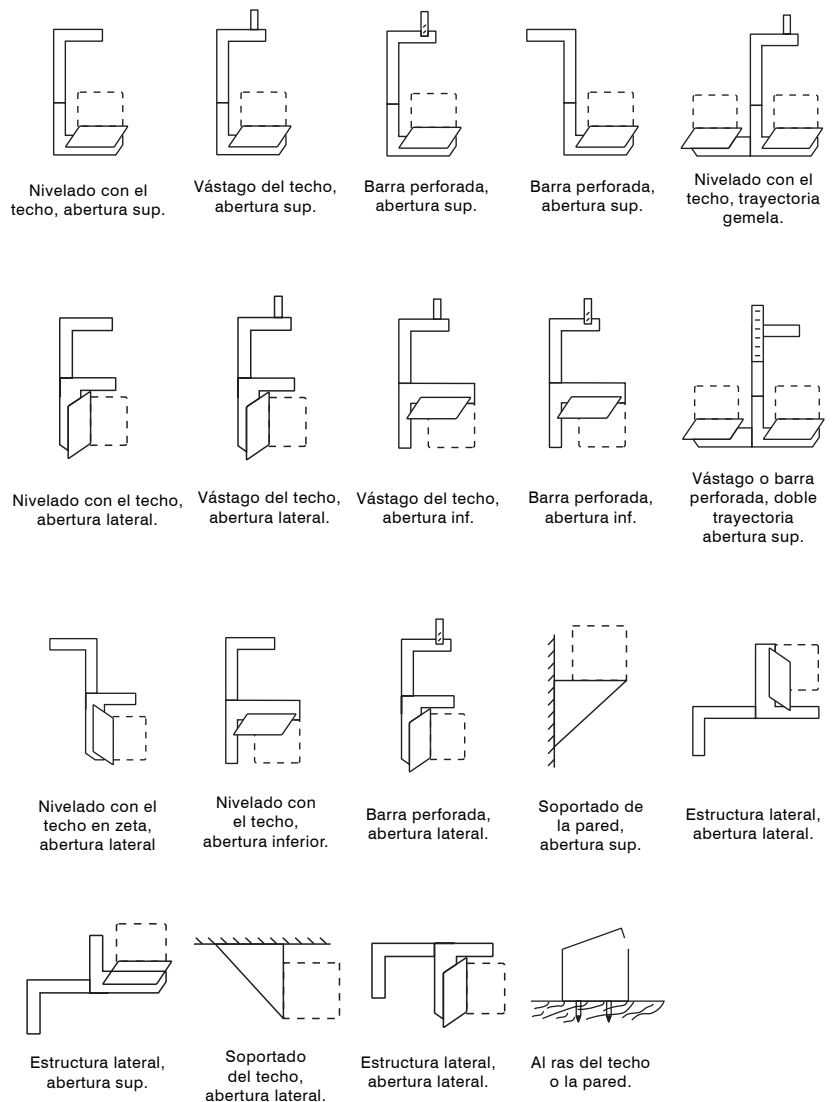 Nivelado con el
techo, abertura sup.
Vástago del techo,
abertura sup.
Barra perforada,
abertura sup.
Barra perforada,
abertura sup.
Nivelado con el
techo, trayectoria
gemela.
Nivelado con el techo,
abertura lateral.
Vástago del techo,
abertura lateral.
Vástago del techo,
abertura inf.
Barra perforada,
abertura inf.
Vástago o barra
perforada, doble
trayectoria
abertura sup.
Nivelado con el
techo en zeta,
abertura lateral
Nivelado con
el techo,
abertura inferior.
Barra perforada,
abertura lateral.
Soportado de
la pared,
abertura sup.
Estructura lateral,
abertura lateral.
Estructura lateral,
abertura sup.
Soportado
del techo,
abertura lateral.
Estructura lateral,
abertura lateral.
Al ras del techo
o la pared.